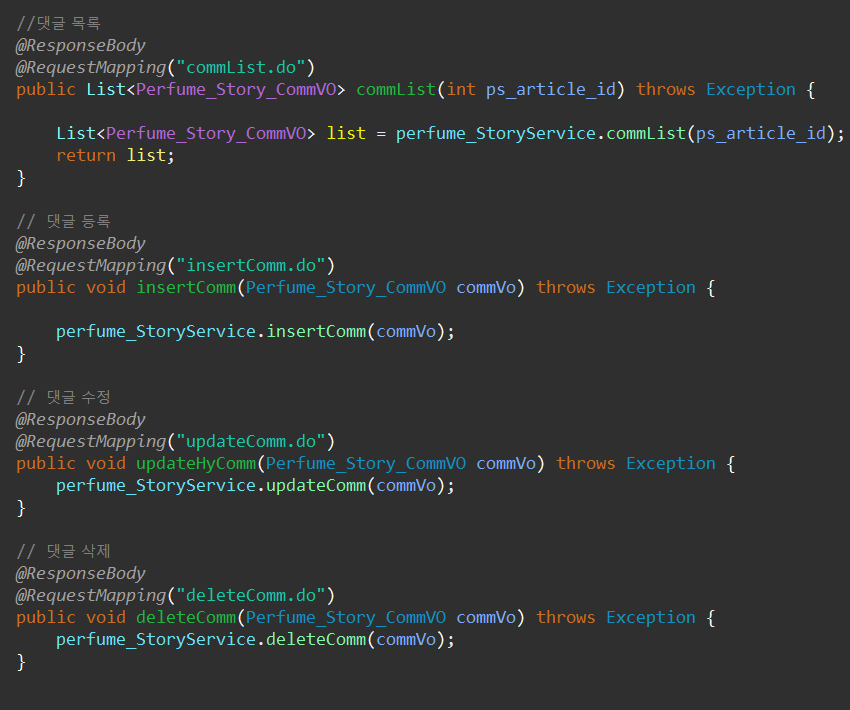 //댓글 목록
@ResponseBody
@RequestMapping("commList.do")
public List<Perfume_Story_CommVO> commList(int ps_article_id) throws Exception {
List<Perfume_Story_CommVO> list = perfume_StoryService.commList(ps_article_id);
return list;
}
// 댓글 등록
@ResponseBody
@RequestMapping("insertComm.do")
public void insertComm(Perfume_Story_CommVO commVo) throws Exception {
perfume_StoryService.insertComm(commVo);
}
// 댓글 수정
@ResponseBody
@RequestMapping("updateComm.do")
public void updateHyComm(Perfume_Story_CommVO commVo) throws Exception {
perfume_StoryService.updateComm(commVo);
}
// 댓글 삭제
@ResponseBody
@RequestMapping("deleteComm.do")
public void deleteComm(Perfume_Story_CommVO commVo) throws Exception {
perfume_StoryService.deleteComm(commVo);
}